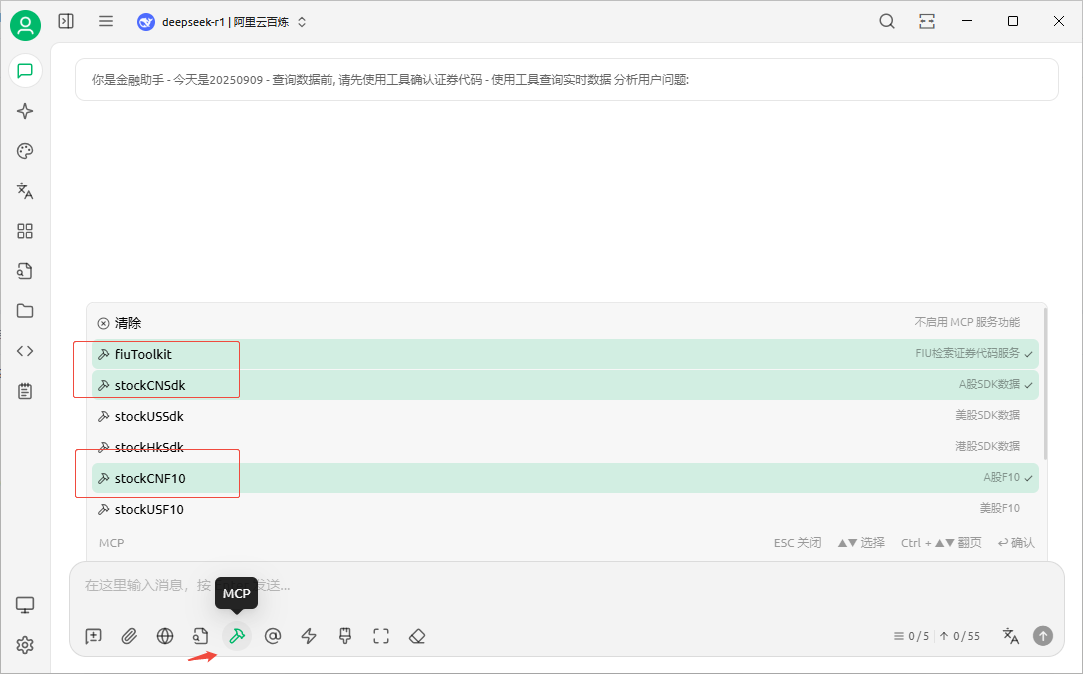 deepseek-r1 | 阿里云百炼
你是金融助手 - 今天是20250909 - 查询数据前, 请先使用工具确认证券代码 - 使用工具查询实时数据 分析用户问题:
清除 不启用 MCP 服务功能
fiuToolkit FIU检索证券代码服务
stockCNSdk A股SDK数据
stockUSSdk 美股SDK数据
stockHkSdk 港股SDK数据
stockCNF10 A股F10
stockUSF10 美股F10
MCP ESC 关闭 ▲▼ 选择 Ctrl + ▲▼ 翻页 ↩ 确认
在这里输入消息，按 发送...
MCP
0 / 5 ↑ 0 / 55